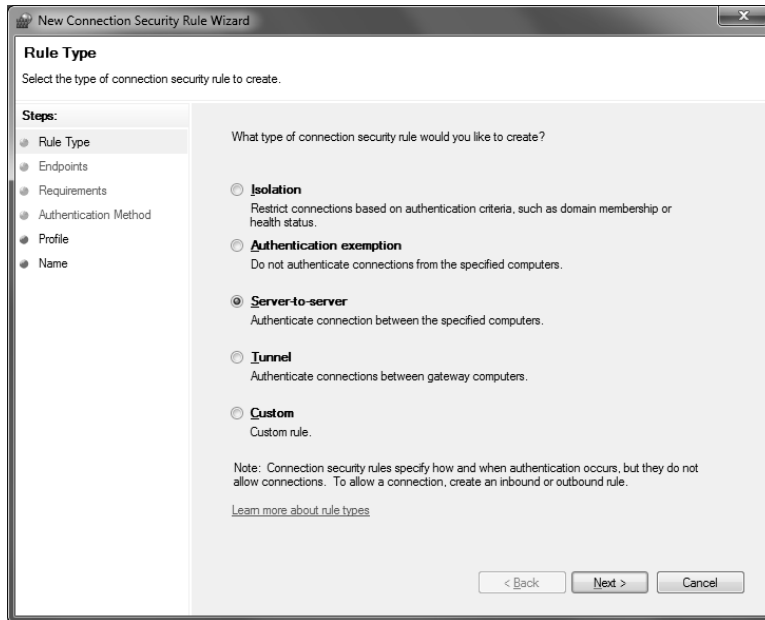 New Connection Security Rule Wizard
Rule Type
Select the type of connection security rule to create.
Steps:
Rule Type
Endpoints
Requirements
Authentication Method
Profile
Name
What type of connection security rule would you like to create?
Isolation
Restrict connections based on authentication criteria, such as domain membership or
health status.
Authentication exemption
Do not authenticate connections from the specified computers.
Server-to-server
Authenticate connection between the specified computers.
Tunnel
Authenticate connections between gateway computers.
Custom
Custom rule.
Note: Connection security rules specify how and when authentication occurs, but they do not
allow connections. To allow a connection, create an inbound or outbound rule.
Learn more about rule types
< Back Next > Cancel